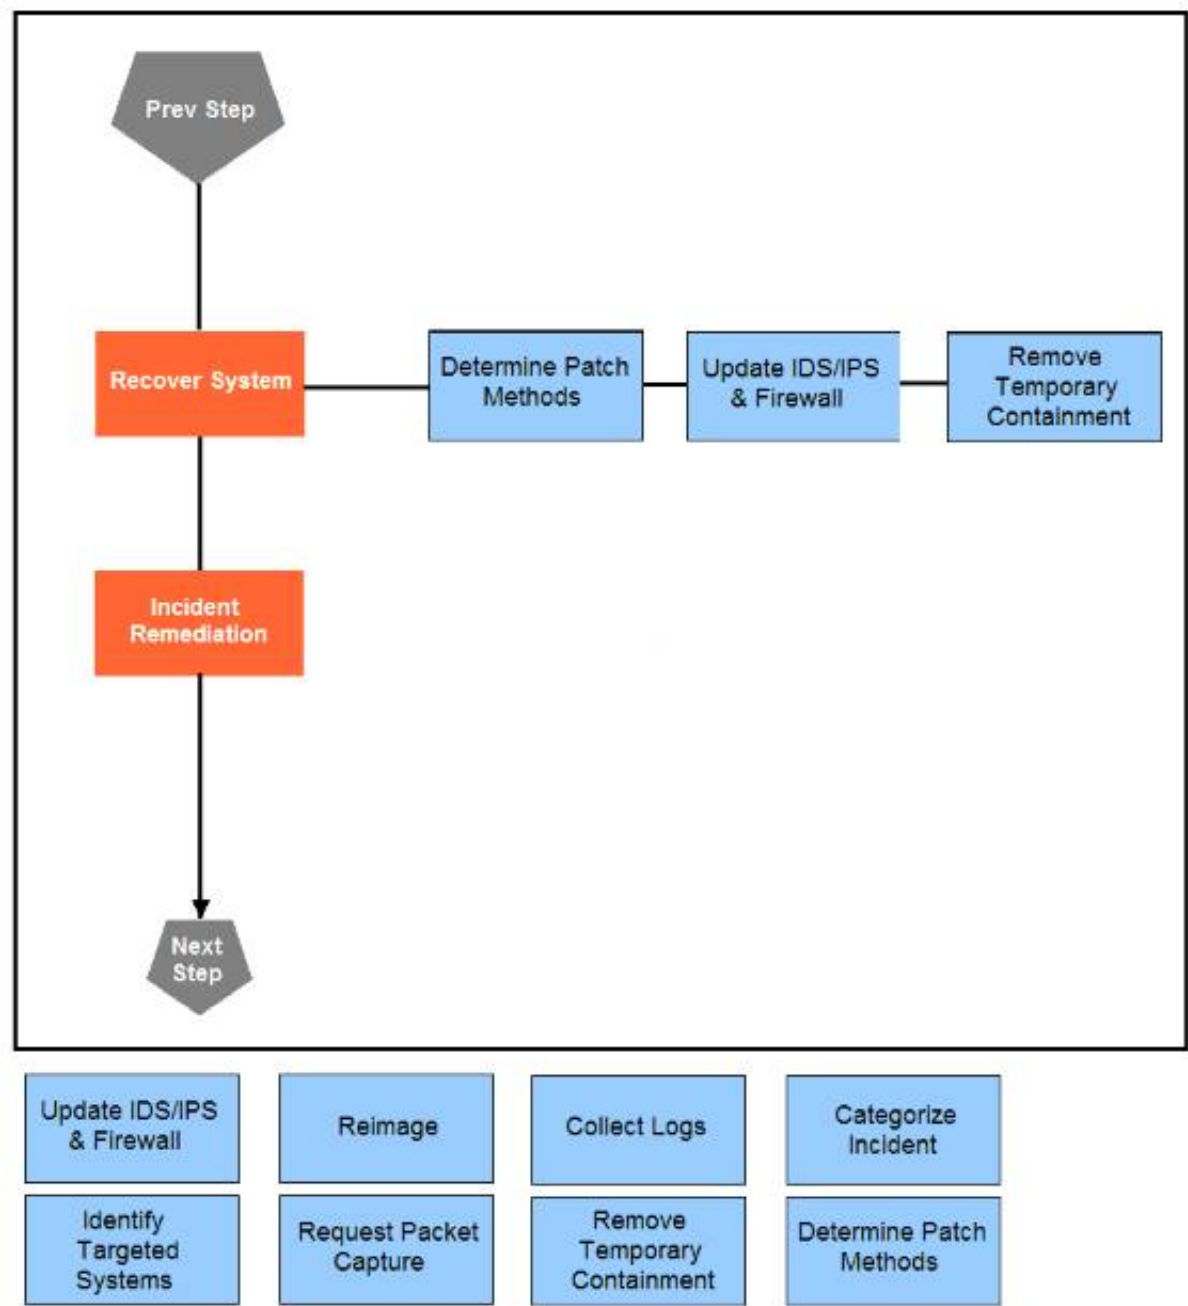 Prev Step
Recover System
Determine Patch
Methods
Update IDS/IPS
& Firewall
Remove
Temporary
Containment
Incident
Remediation
Next
Step
Update IDS/IPS
& Firewall
Reimage
Collect Logs
Categorize
Incident
Identify
Targeted
Systems
Request Packet
Capture
Remove
Temporary
Containment
Determine Patch
Methods